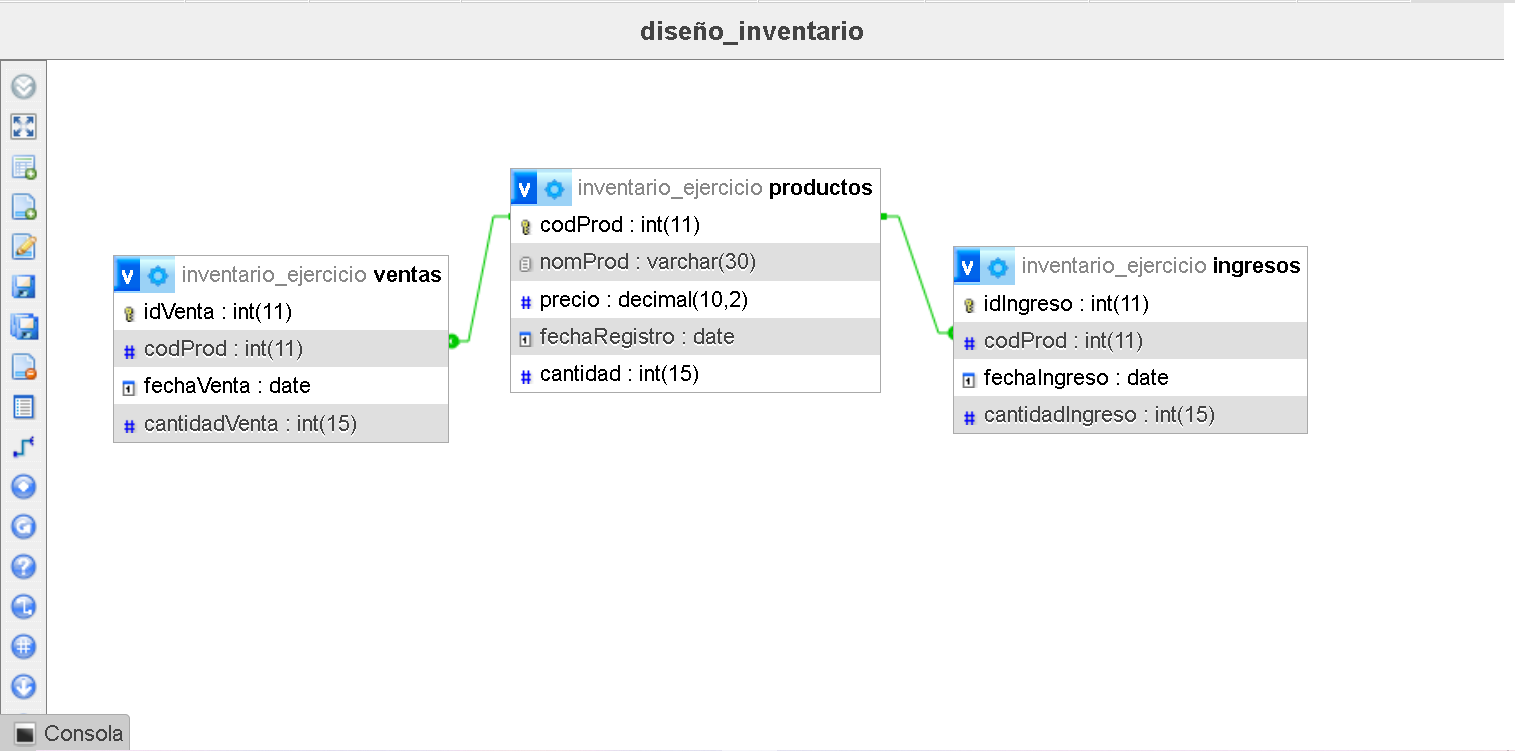 diseño_inventario
inventario_ejercicio ventas
idVenta : int(11)
codProd : int(11)
fechaVenta : date
cantidadVenta : int(15)
inventario_ejercicio productos
codProd : int(11)
nomProd : varchar(30)
precio : decimal(10,2)
fechaRegistro : date
cantidad : int(15)
inventario_ejercicio ingresos
idIngreso : int(11)
codProd : int(11)
fechaIngreso : date
cantidadIngreso : int(15)
Consola